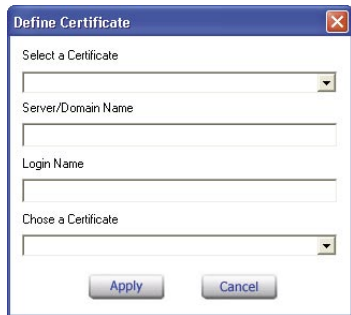 Define Certificate
Select a Certificate
Server/Domain Name
Login Name
Chose a Certificate
Apply Cancel